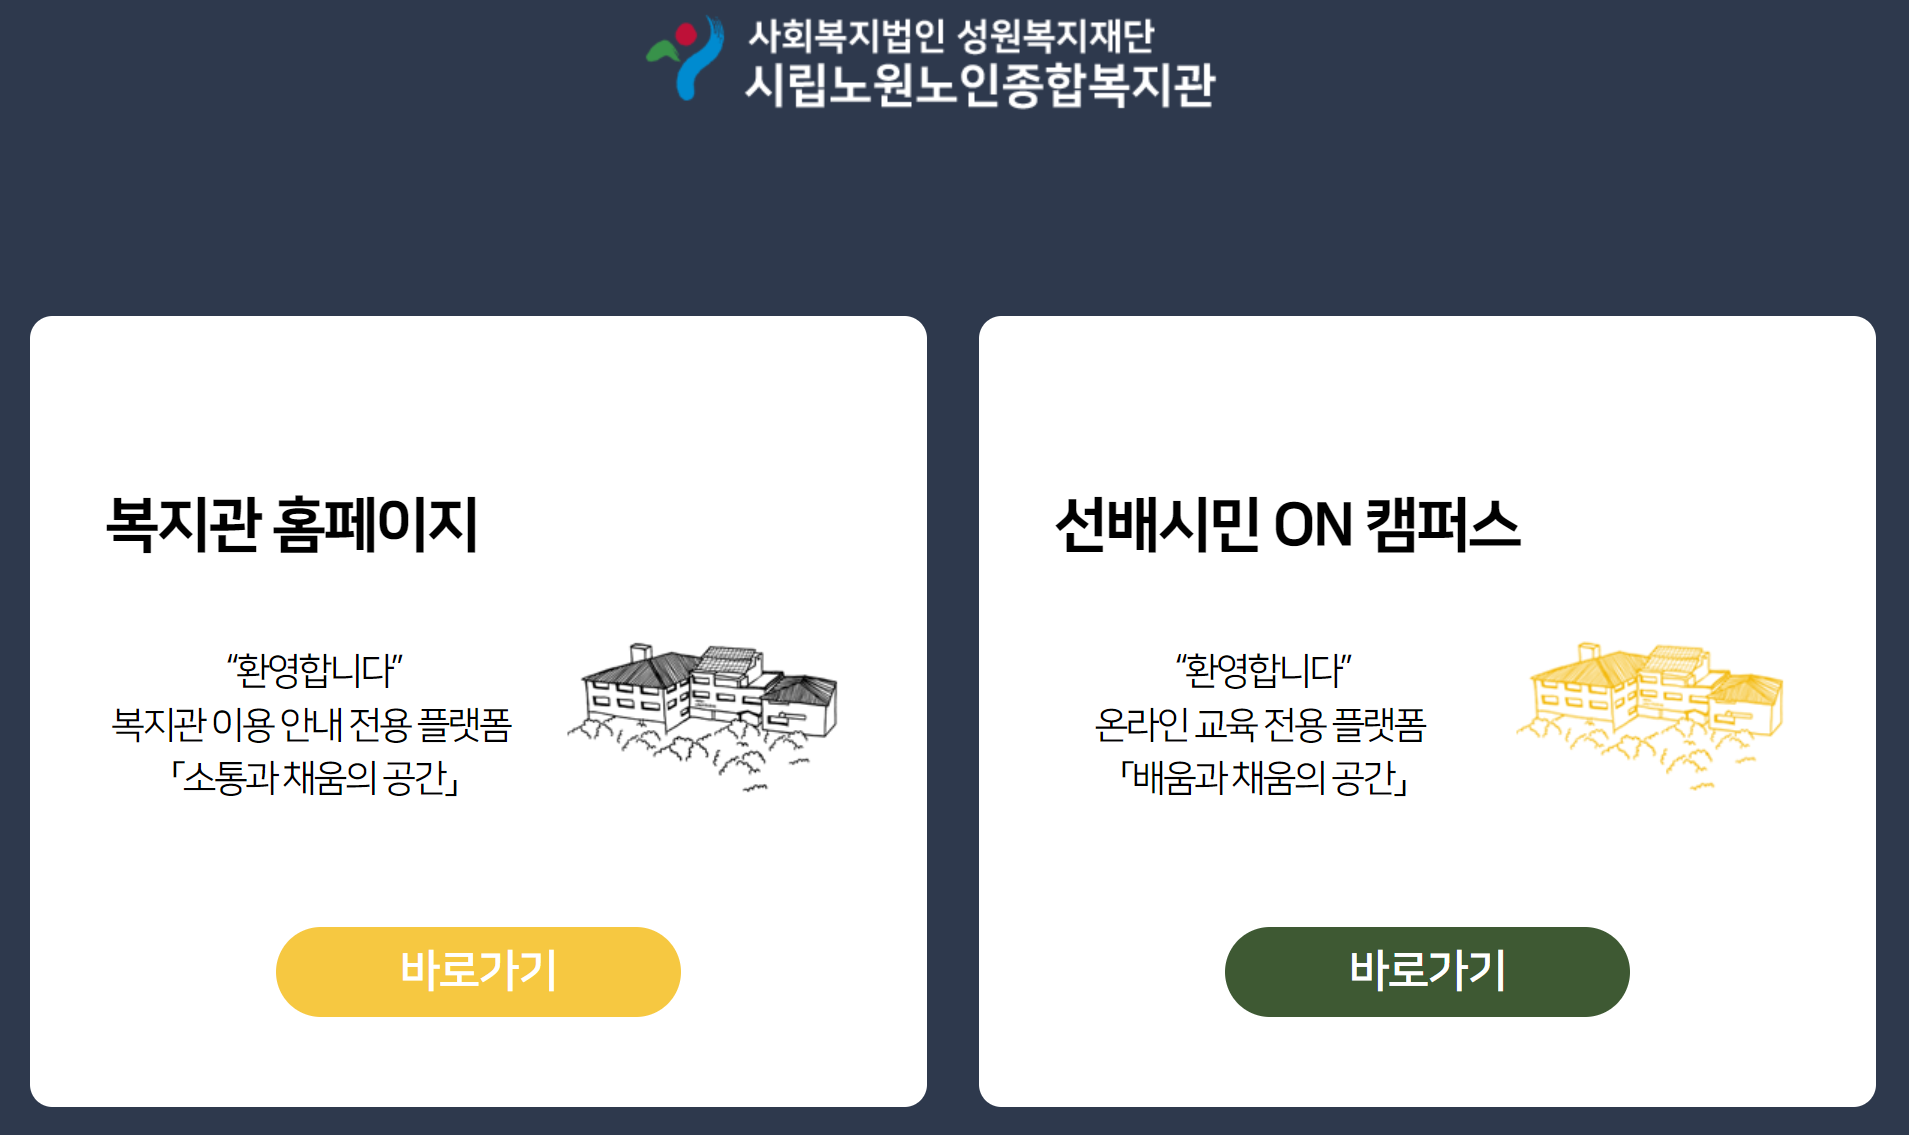 사회복지법인 성원복지재단
시립노원노인종합복지관
복지관 홈페이지
“환영합니다”
복지관 이용 안내 전용 플랫폼
「소통과 채움의 공간」
바로가기
선배시민 ON 캠퍼스
“환영합니다”
온라인 교육 전용 플랫폼
「배움과 채움의 공간」
바로가기